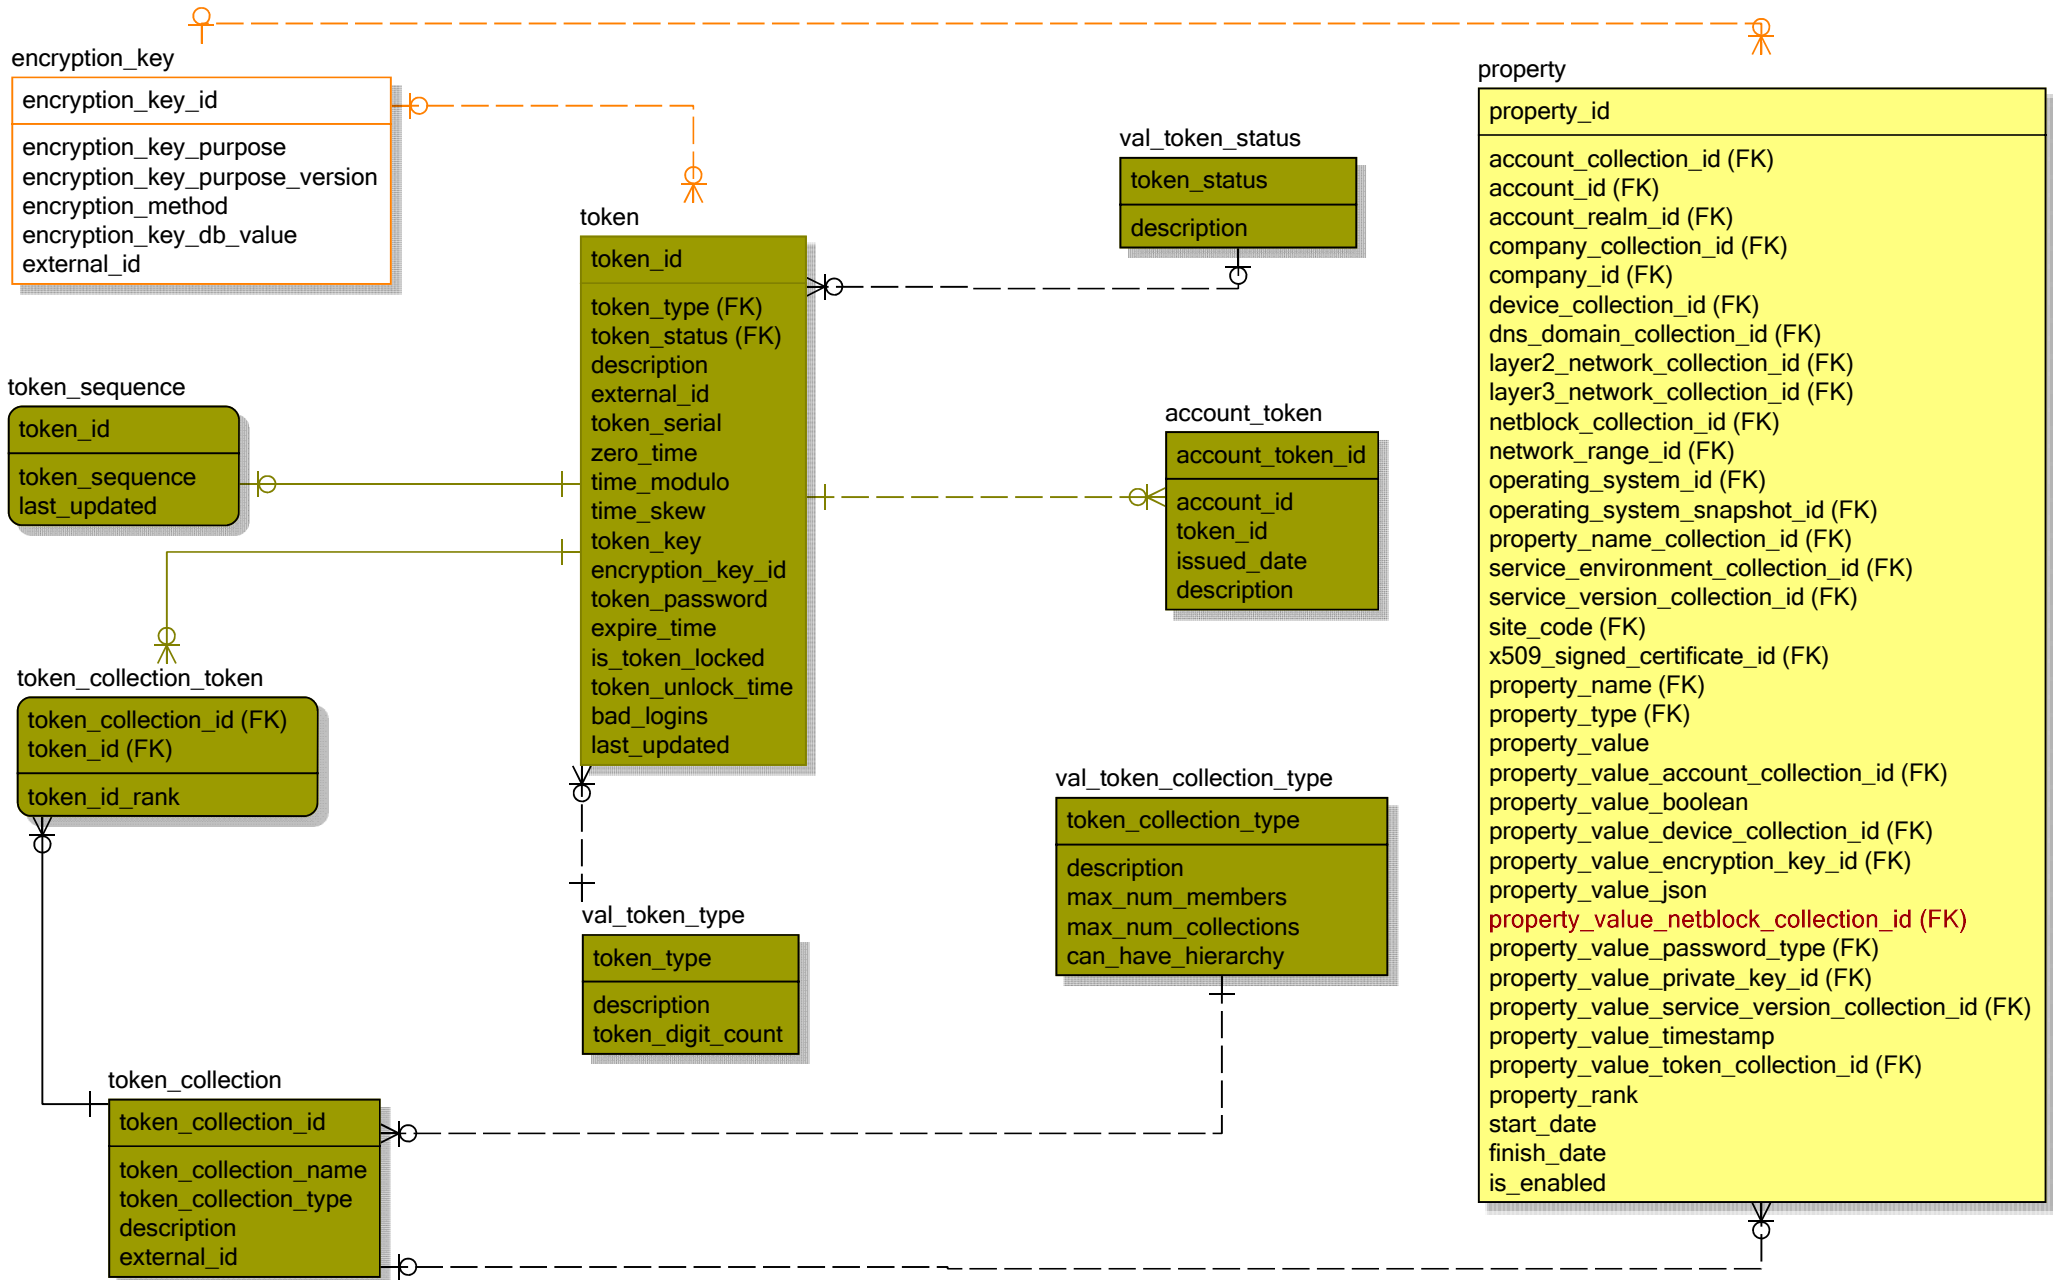 encryption_key
encryption_key_id
encryption_key_purpose
encryption_key_purpose_version
encryption_method
encryption_key_db_value
external_id
token_sequence
token_id
token_sequence
last_updated
token_collection_token
token_collection_id (FK)
token_id (FK)
token_id_rank
token_collection
token_collection_id
token_collection_name
token_collection_type
description
external_id
token
token_id
token_type (FK)
token_status (FK)
description
external_id
token_serial
zero_time
time_modulo
time_skew
token_key
encryption_key_id
token_password
expire_time
is_token_locked
token_unlock_time
bad_logins
last_updated
val_token_type
token_type
description
token_digit_count
val_token_status
token_status
description
account_token
account_token_id
account_id
token_id
issued_date
description
val_token_collection_type
token_collection_type
description
max_num_members
max_num_collections
can_have_hierarchy
property
property_id
account_collection_id (FK)
account_id (FK)
account_realm_id (FK)
company_collection_id (FK)
company_id (FK)
device_collection_id (FK)
dns_domain_collection_id (FK)
layer2_network_collection_id (FK)
layer3_network_collection_id (FK)
netblock_collection_id (FK)
network_range_id (FK)
operating_system_id (FK)
operating_system_snapshot_id (FK)
property_name_collection_id (FK)
service_environment_collection_id (FK)
service_version_collection_id (FK)
site_code (FK)
x509_signed_certificate_id (FK)
property_name (FK)
property_type (FK)
property_value
property_value_account_collection_id (FK)
property_value_boolean
property_value_device_collection_id (FK)
property_value_encryption_key_id (FK)
property_value_json
property_value_netblock_collection_id (FK)
property_value_password_type (FK)
property_value_private_key_id (FK)
property_value_service_version_collection_id (FK)
property_value_timestamp
property_value_token_collection_id (FK)
property_rank
start_date
finish_date
is_enabled